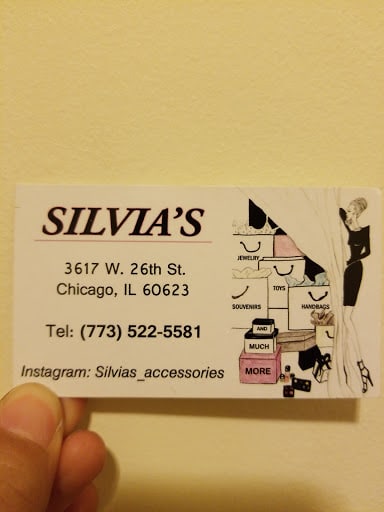 SILVIA'S
3617 W. 26th St.
Chicago, IL 60623
Tel: (773) 522-5581
Instagram: Silvias_accessories
JEWELRY
TOYS
SOUVENIRS
HANDBAGS
AND
MUCH
MORE